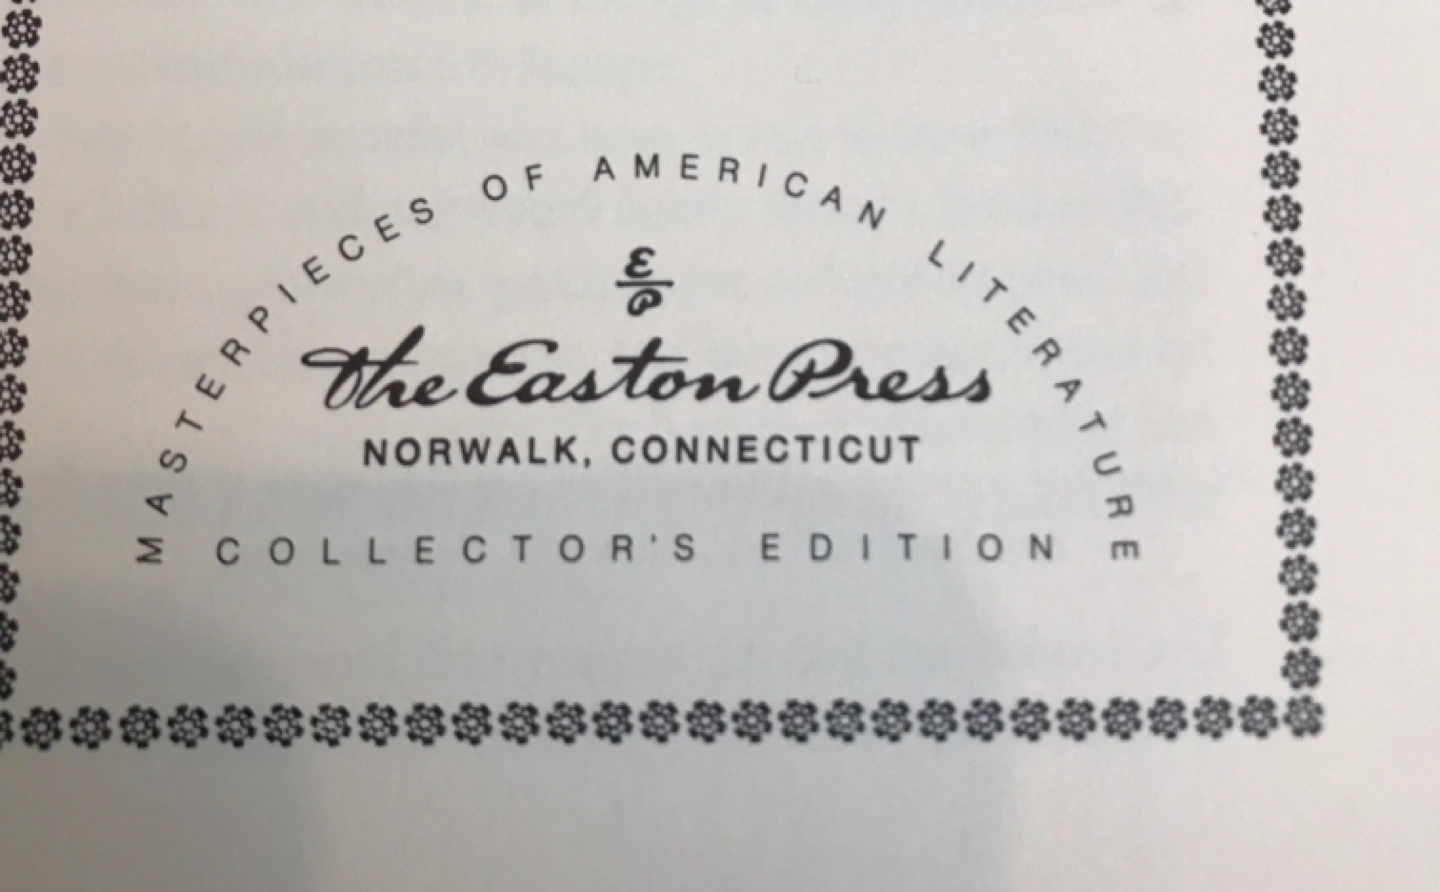 MASTERPIECES OF AMERICAN LITERATURE
E
P
The Easton Press
NORWALK, CONNECTICUT
COLLECTOR'S EDITION